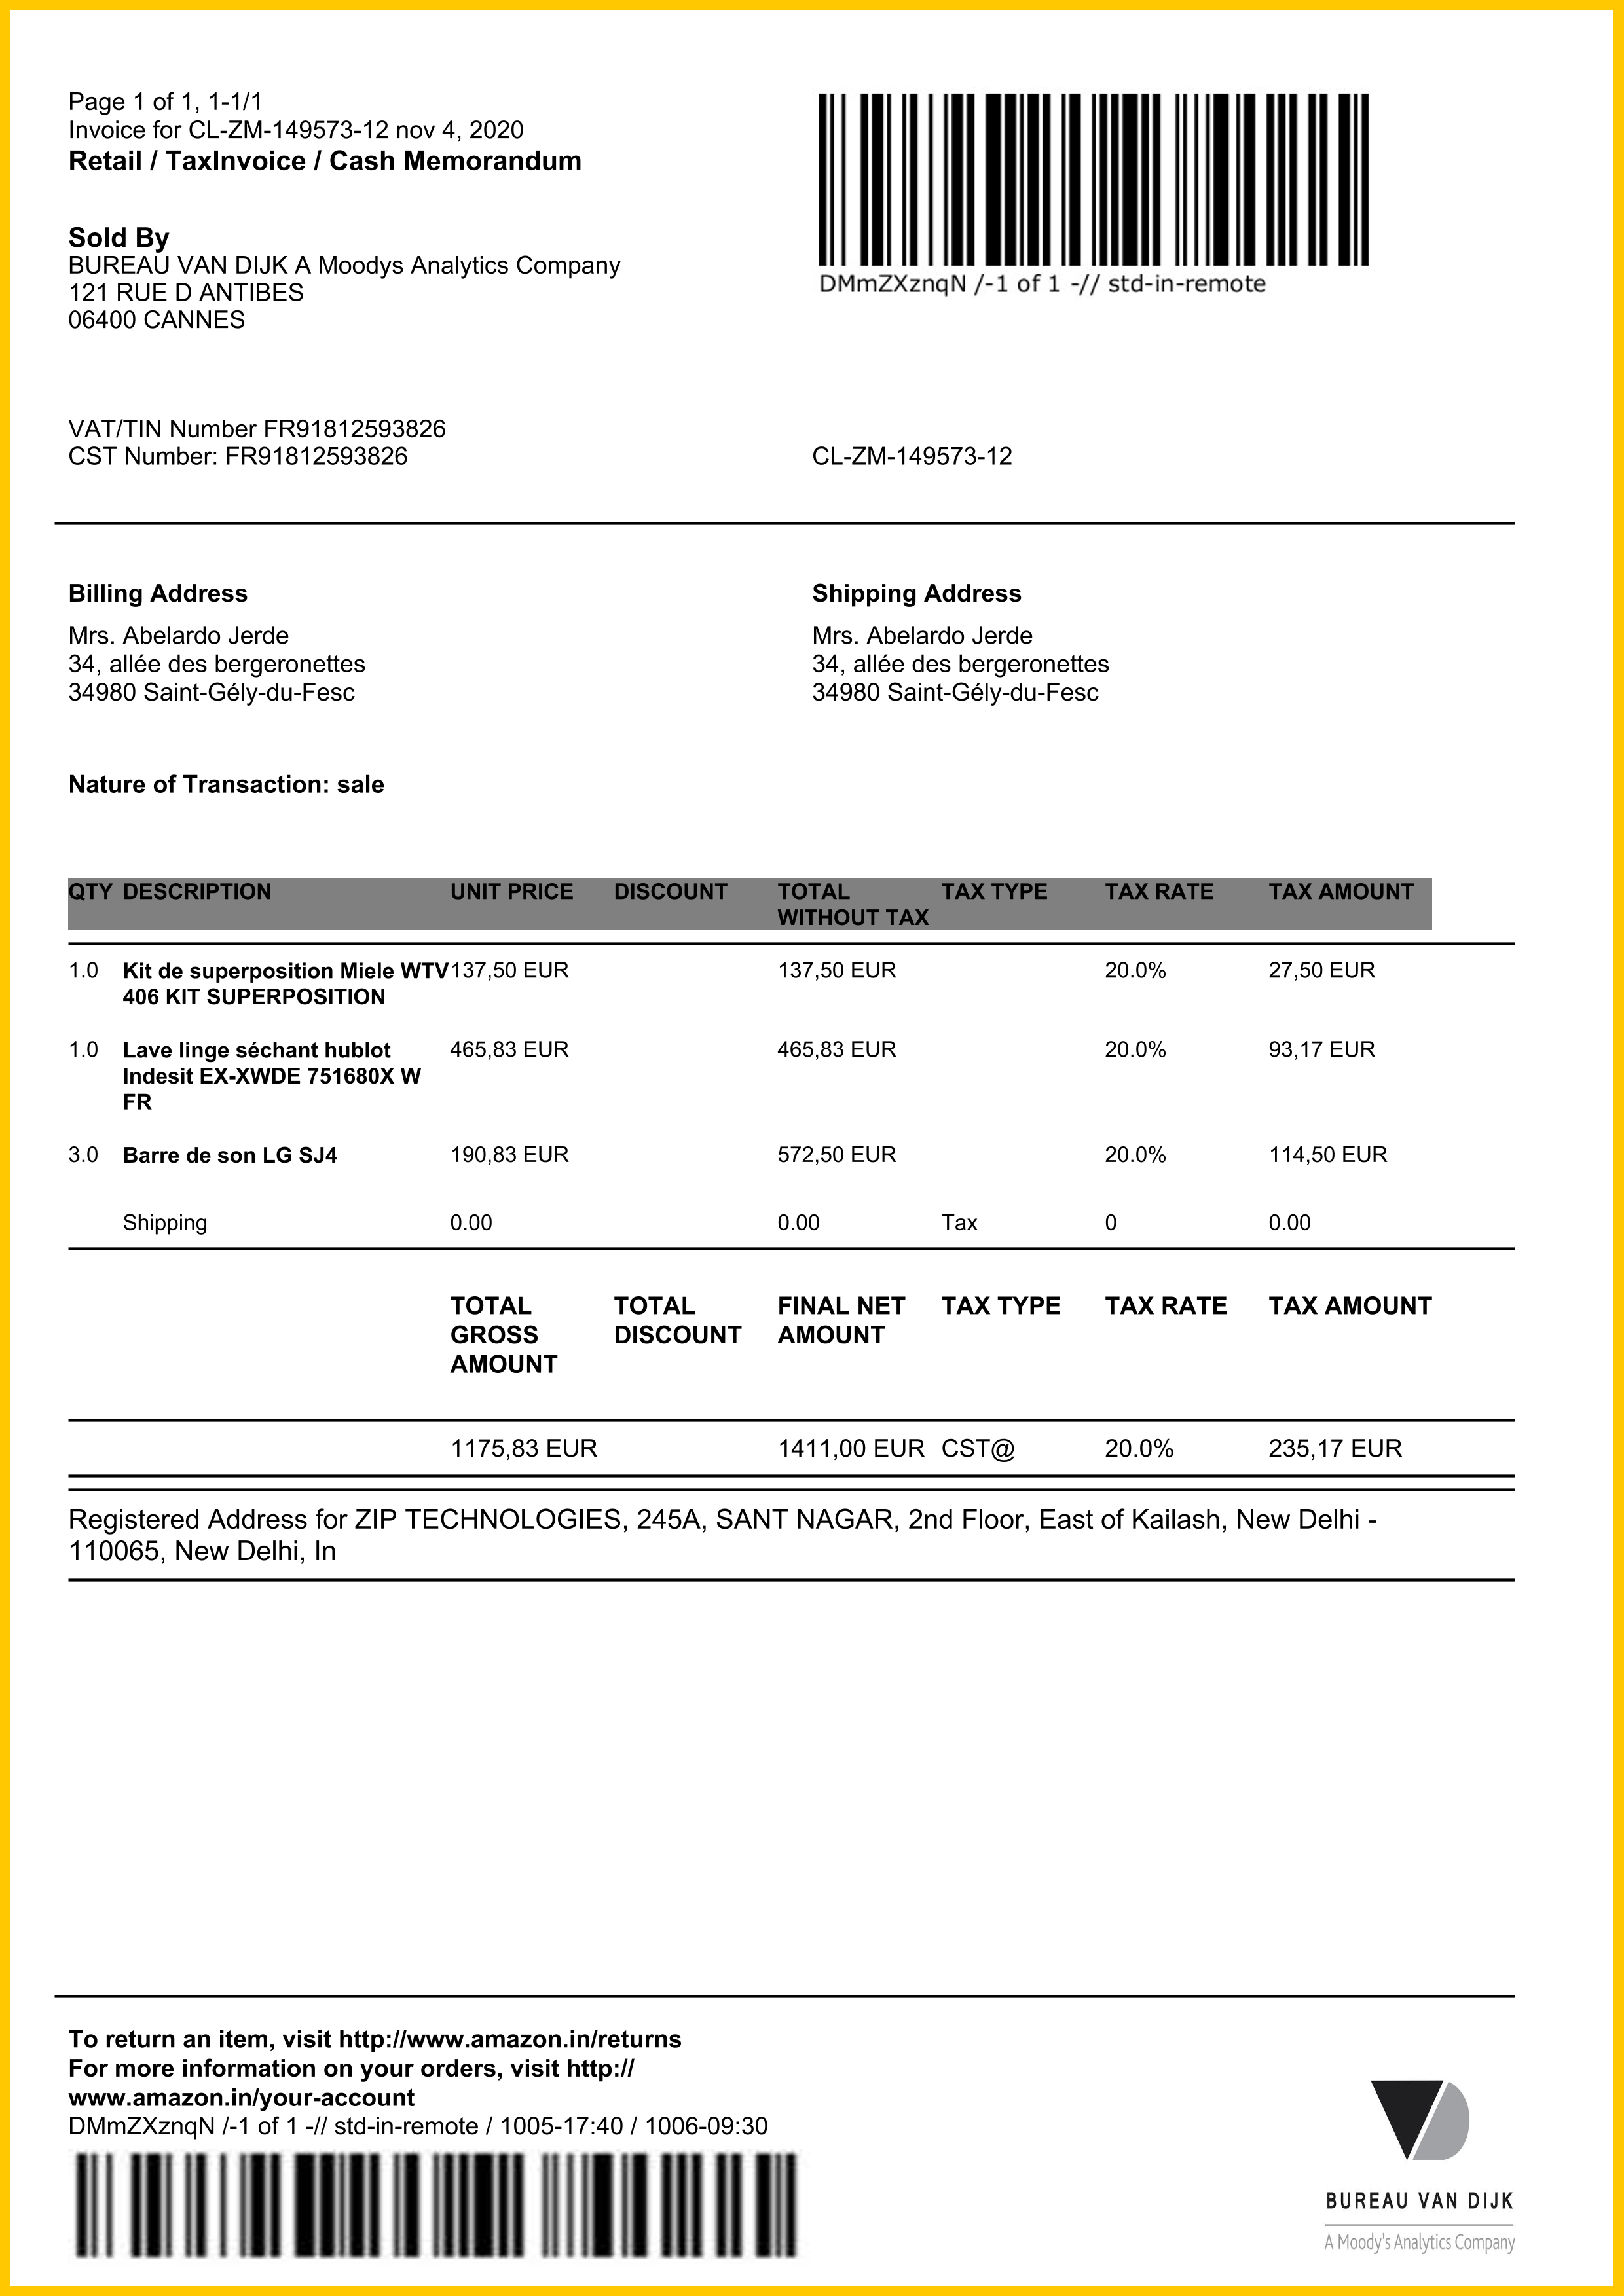 Page 1 of 1, 1-1/1
Invoice for CL-ZM-149573-12 nov 4, 2020
Retail / TaxInvoice / Cash Memorandum
DMmZXznqN /-1 of 1 -// std-in-remote
Sold By
BUREAU VAN DIJK A Moodys Analytics Company
121 RUE D ANTIBES
06400 CANNES
VAT/TIN Number FR91812593826
CST Number: FR91812593826
CL-ZM-149573-12
Billing Address
Mrs. Abelardo Jerde
34, allée des bergeronettes
34980 Saint-Gély-du-Fesc
Shipping Address
Mrs. Abelardo Jerde
34, allée des bergeronettes
34980 Saint-Gély-du-Fesc
Nature of Transaction: sale
QTY DESCRIPTION UNIT PRICE DISCOUNT TOTAL TAX TYPE TAX RATE TAX AMOUNT
WITHOUT TAX
1.0 Kit de superposition Miele WTV 137,50 EUR 137,50 EUR 20.0% 27,50 EUR
406 KIT SUPERPOSITION
1.0 Lave linge séchant hublot 465,83 EUR 465,83 EUR 20.0% 93,17 EUR
Indesit EX-XWDE 751680X W
FR
3.0 Barre de son LG SJ4 190,83 EUR 572,50 EUR 20.0% 114,50 EUR
Shipping 0.00 0.00 Tax 0 0.00
TOTAL TOTAL FINAL NET TAX TYPE TAX RATE TAX AMOUNT
GROSS DISCOUNT AMOUNT
AMOUNT
1175,83 EUR 1411,00 EUR CST@ 20.0% 235,17 EUR
Registered Address for ZIP TECHNOLOGIES, 245A, SANT NAGAR, 2nd Floor, East of Kailash, New Delhi -
110065, New Delhi, In
To return an item, visit http://www.amazon.in/returns
For more information on your orders, visit http://
www.amazon.in/your-account
DMmZXznqN /-1 of 1 -// std-in-remote / 1005-17:40 / 1006-09:30
BUREAU VAN DIJK
A Moody's Analytics Company